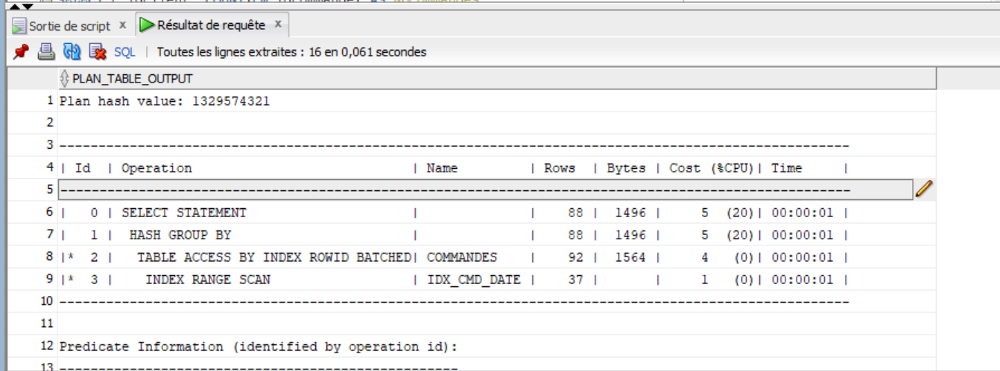 Sortie de script x Résultat de requête x
SQL | Toutes les lignes extraites : 16 en 0,061 secondes
PLAN_TABLE_OUTPUT
1 Plan hash value: 1329574321
2
3 ---------------------------------------------------------------------------------------------------
4 | Id  | Operation                            | Name         | Rows  | Bytes | Cost (%CPU)| Time     |
5 ---------------------------------------------------------------------------------------------------
6 |   0 | SELECT STATEMENT                     |              |    88 |  1496 |     5  (20)| 00:00:01 |
7 |   1 |  HASH GROUP BY                       |              |    88 |  1496 |     5  (20)| 00:00:01 |
8 |*  2 |   TABLE ACCESS BY INDEX ROWID BATCHED| COMMANDES    |    92 |  1564 |     4   (0)| 00:00:01 |
9 |*  3 |    INDEX RANGE SCAN                  | IDX_CMD_DATE |    37 |       |     1   (0)| 00:00:01 |
10 ---------------------------------------------------------------------------------------------------
11
12 Predicate Information (identified by operation id):
13 ---------------------------------------------------